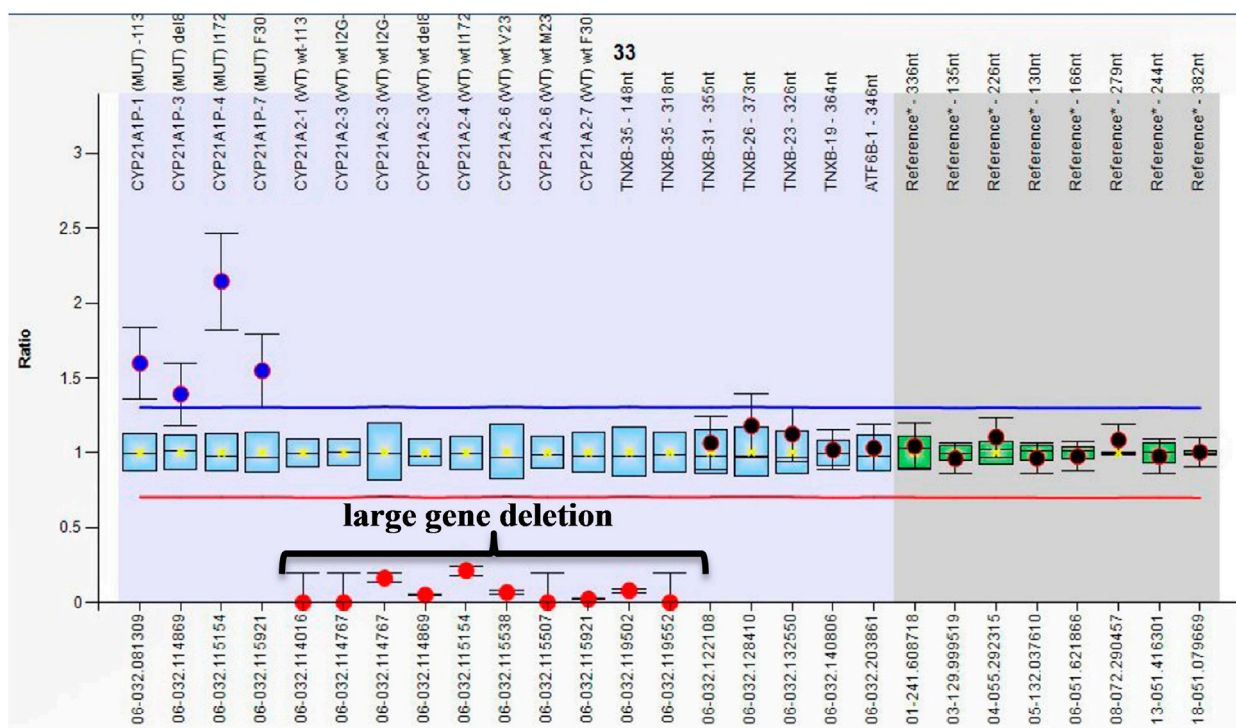 CYP21A1P-1 (MUT) -113
CYP21A1P-3 (MUT) del8
CYP21A1P-4 (MUT) I172
CYP21A1P-7 (MUT) F30
CYP21A2-1 (WT) wt-113
CYP21A2-3 (WT) wt I2G-
CYP21A2-3 (WT) wt I2G-
CYP21A2-3 (WT) wt del8
CYP21A2-4 (WT) wt I172
CYP21A2-6 (WT) wt V23
CYP21A2-6 (WT) wt M23
CYP21A2-7 (WT) wt F30
33
TNXB-35 - 148nt
TNXB-35 - 318nt
TNXB-31 - 355nt
TNXB-26 - 373nt
TNXB-23 - 326nt
TNXB-19 - 364nt
ATF6B-1 - 346nt
Reference* - 336nt
Reference* - 135nt
Reference* - 226nt
Reference* - 130nt
Reference* - 166nt
Reference* - 279nt
Reference* - 244nt
Reference* - 382nt
Ratio
3
2.5
2
1.5
1
0.5
0
large gene deletion
06-032.081309
06-032.114869
06-032.115154
06-032.115921
06-032.114016
06-032.114767
06-032.114767
06-032.114869
06-032.115154
06-032.115538
06-032.115507
06-032.115921
06-032.119502
06-032.119552
06-032.122108
06-032.128410
06-032.132550
06-032.140806
06-032.203861
01-241.608718
03-129.999519
04-055.292315
05-132.037610
06-051.621866
08-072.290457
13-051.416301
18-051.079669